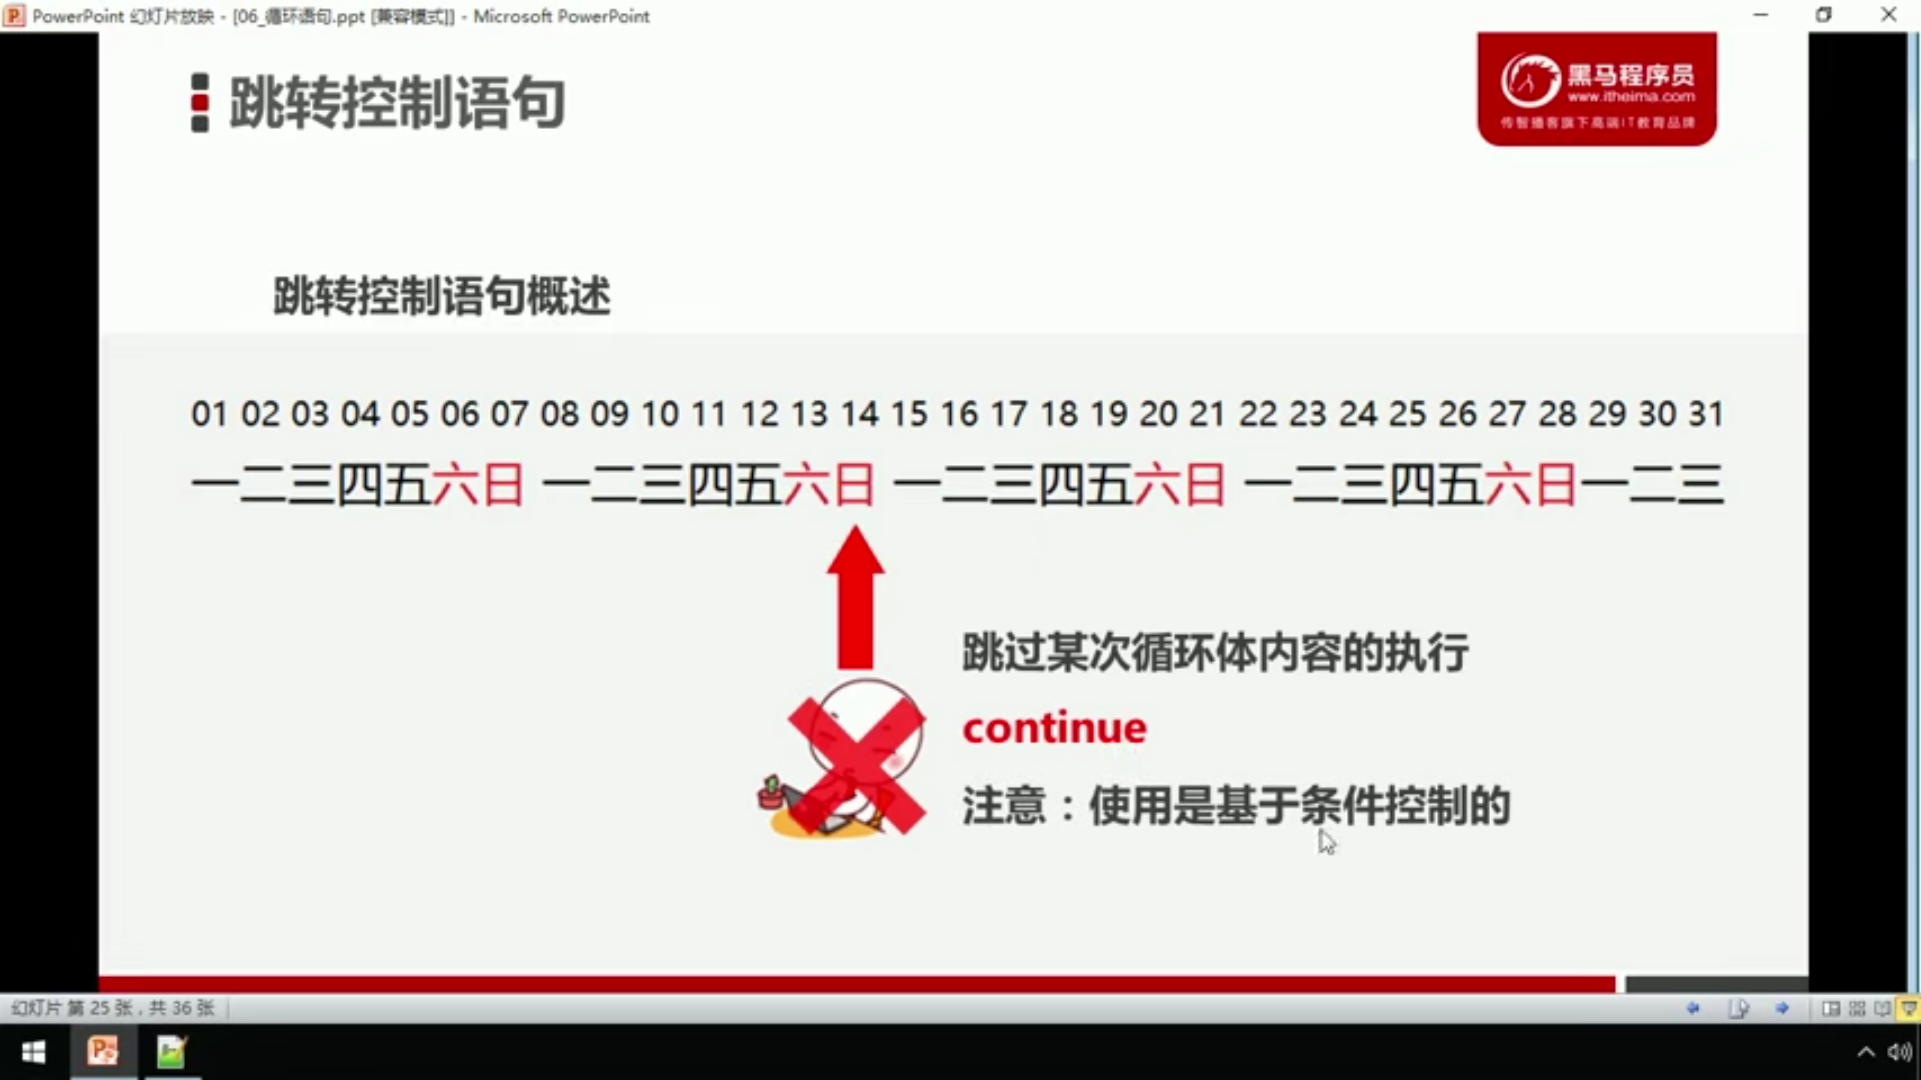 PowerPoint 幻灯片放映 - [06_循环语句.ppt [兼容模式]] - Microsoft PowerPoint
跳转控制语句
黑马程序员
www.itheima.com
传智播客旗下高端IT教育品牌
跳转控制语句概述
01 02 03 04 05 06 07 08 09 10 11 12 13 14 15 16 17 18 19 20 21 22 23 24 25 26 27 28 29 30 31
一二三四五六日 一二三四五六日 一二三四五六日 一二三四五六日一二三
跳过某次循环体内容的执行
continue
注意：使用是基于条件控制的
幻灯片 第 25 张，共 36 张